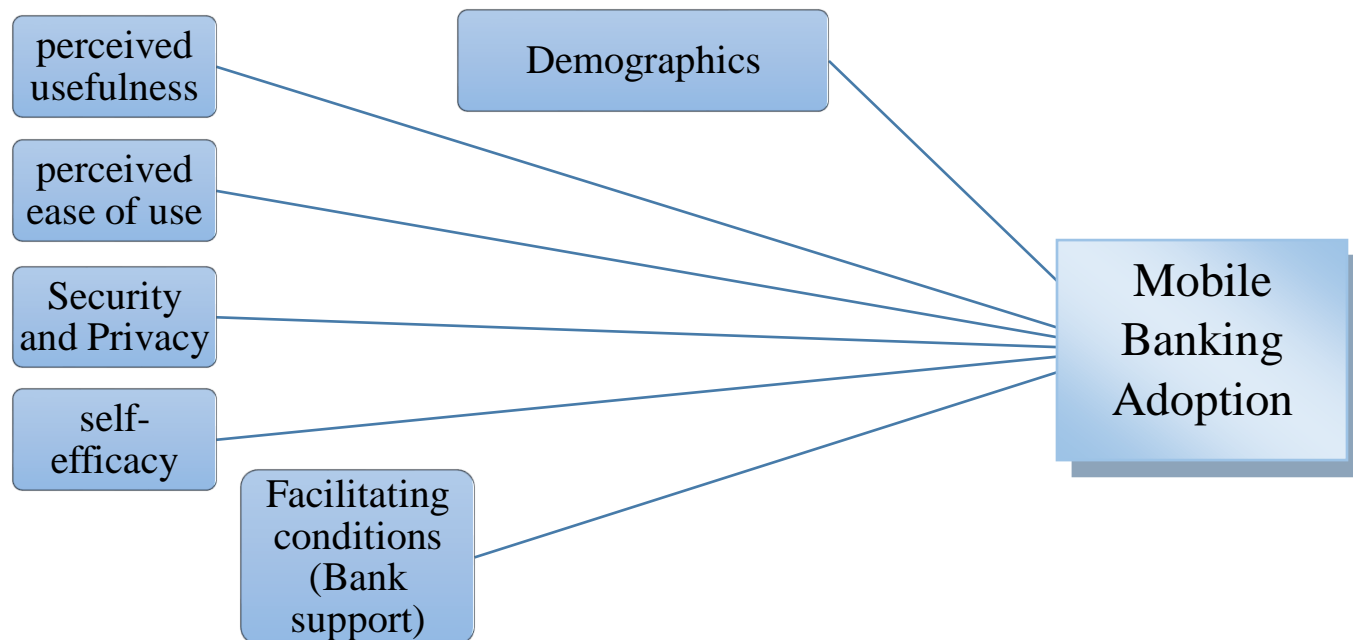 perceived
usefulness
Demographics
perceived
ease of use
Security
and Privacy
self-
efficacy
Facilitating
conditions
(Bank
support)
Mobile
Banking
Adoption